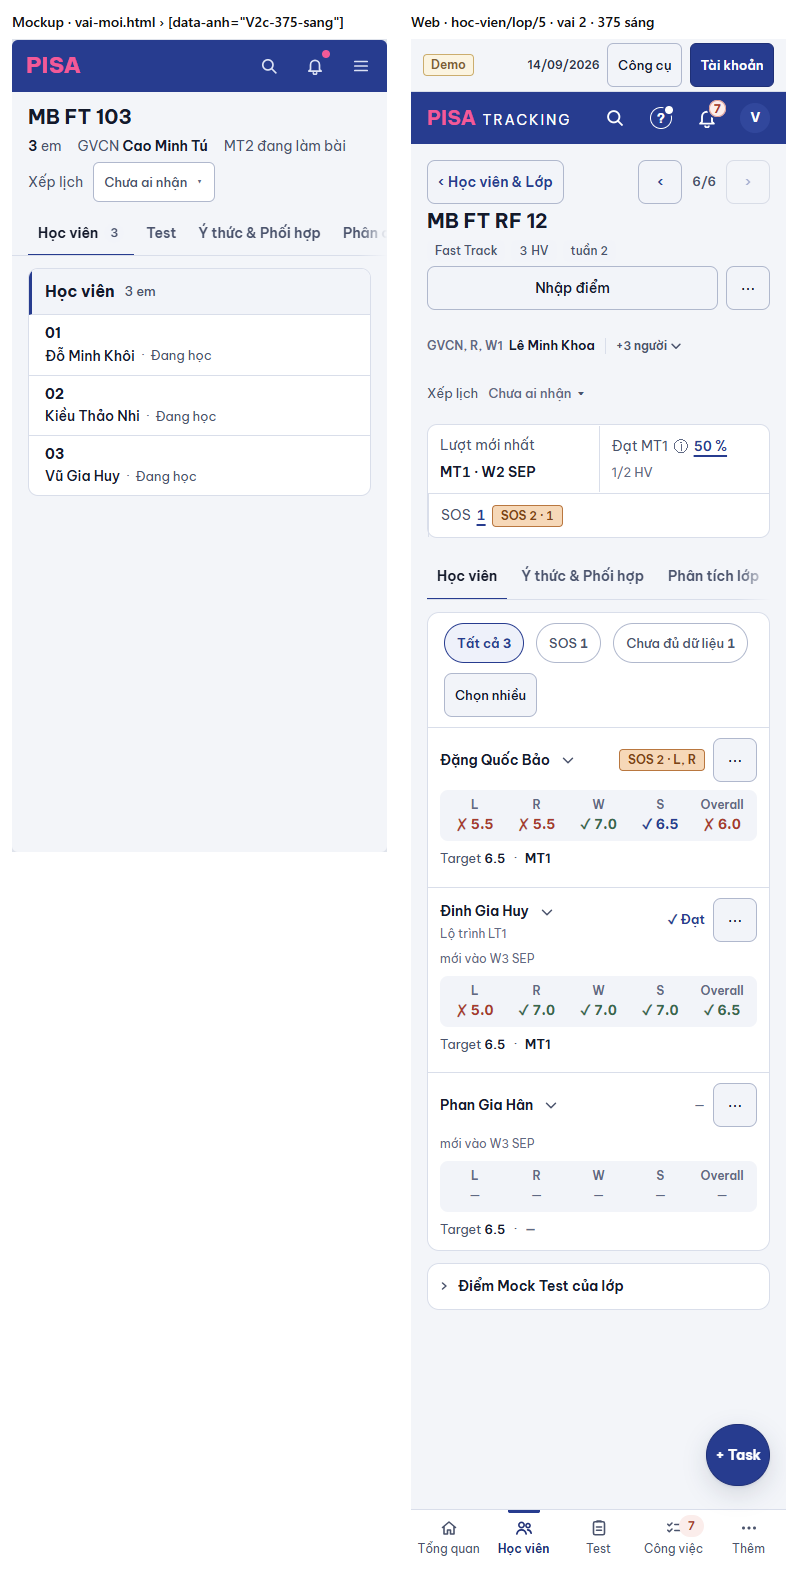 Mockup · vai-moi.html › [data-anh="V2c-375-sang"]
PISA
MB FT 103
3 em GVCN Cao Minh Tú MT2 đang làm bài
Xếp lịch Chưa ai nhận
Học viên 3 Test Ý thức & Phối hợp Phân
Học viên 3 em
01
Đỗ Minh Khôi · Đang học
02
Kiều Thảo Nhi · Đang học
03
Vũ Gia Huy · Đang học
Web · hoc-vien/lop/5 · vai 2 · 375 sáng
Demo 14/09/2026 Công cụ Tài khoản
PISA TRACKING ? 7 V
‹ Học viên & Lớp ‹ 6/6 ›
MB FT RF 12
Fast Track 3 HV tuần 2
Nhập điểm ...
GVCN, R, W1 Lê Minh Khoa +3 người
Xếp lịch Chưa ai nhận
Lượt mới nhất
MT1 · W2 SEP
Đạt MT1 ⓘ 50 %
1/2 HV
SOS 1 SOS 2 · 1
Học viên Ý thức & Phối hợp Phân tích lớp
Tất cả 3 SOS 1 Chưa đủ dữ liệu 1
Chọn nhiều
Đặng Quốc Bảo SOS 2 · L, R ...
L R W S Overall
✗ 5.5 ✗ 5.5 ✓ 7.0 ✓ 6.5 ✗ 6.0
Target 6.5 · MT1
Đinh Gia Huy ✓ Đạt ...
Lộ trình LT1
mới vào W3 SEP
L R W S Overall
✗ 5.0 ✓ 7.0 ✓ 7.0 ✓ 7.0 ✓ 6.5
Target 6.5 · MT1
Phan Gia Hân – ...
mới vào W3 SEP
L R W S Overall
– – – – –
Target 6.5 · –
› Điểm Mock Test của lớp
+ Task
7
Tổng quan Học viên Test Công việc Thêm